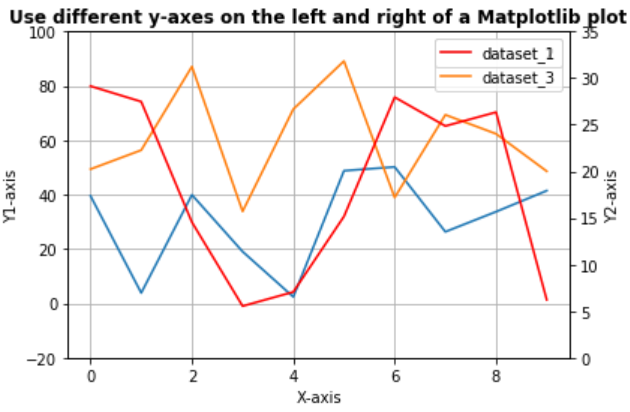 Use different y-axes on the left and right of a Matplotlib plot
100
80
60
40
20
0
−20
Y1-axis
dataset_1
dataset_3
35
30
25
20
15
10
5
0
Y2-axis
0 2 4 6 8
X-axis